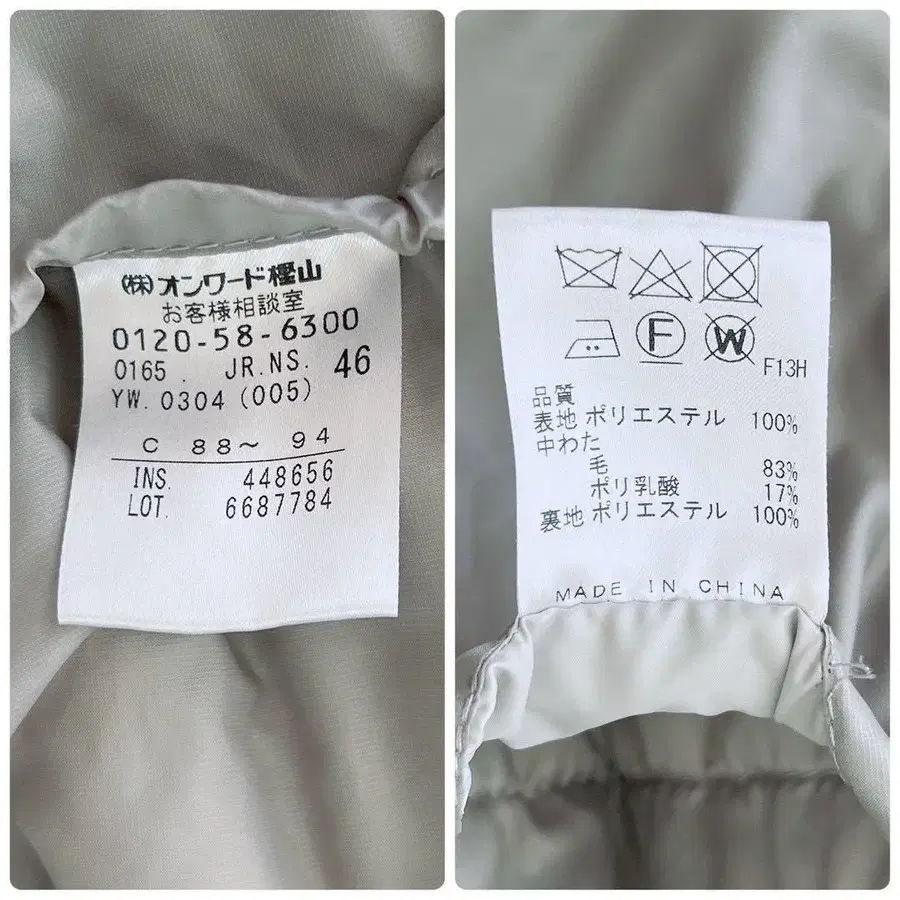 ㈱オンワード樫山
お客様相談室
0120-58-6300
0165 . JR.NS. 46
YW. 0304 (005)
C 88～ 94
INS. 448656
LOT. 6687784
F W F13H
品質
表地 ポリエステル 100%
中わた
毛 83%
ポリ乳酸 17%
裏地 ポリエステル 100%
MADE IN CHINA